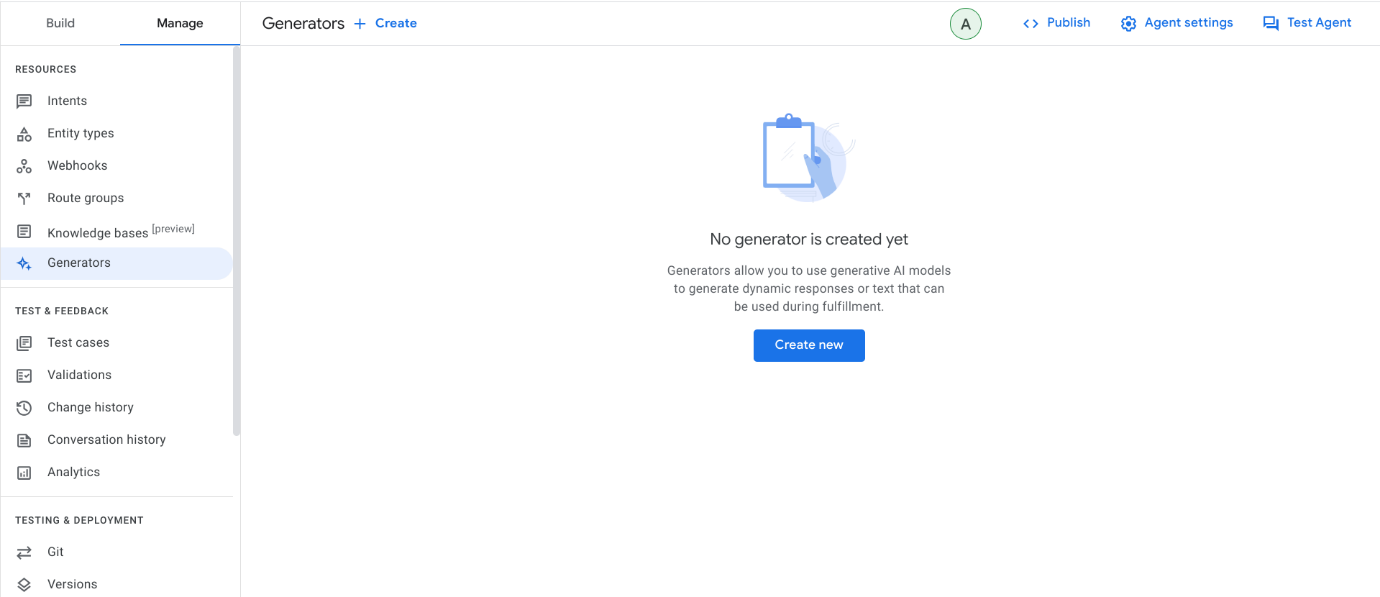 Build Manage Generators + Create A <> Publish Agent settings Test Agent
RESOURCES
Intents
Entity types
Webhooks
Route groups
Knowledge bases [preview]
Generators
TEST & FEEDBACK
Test cases
Validations
Change history
Conversation history
Analytics
TESTING & DEPLOYMENT
Git
Versions
No generator is created yet
Generators allow you to use generative AI models
to generate dynamic responses or text that can
be used during fulfillment.
Create new